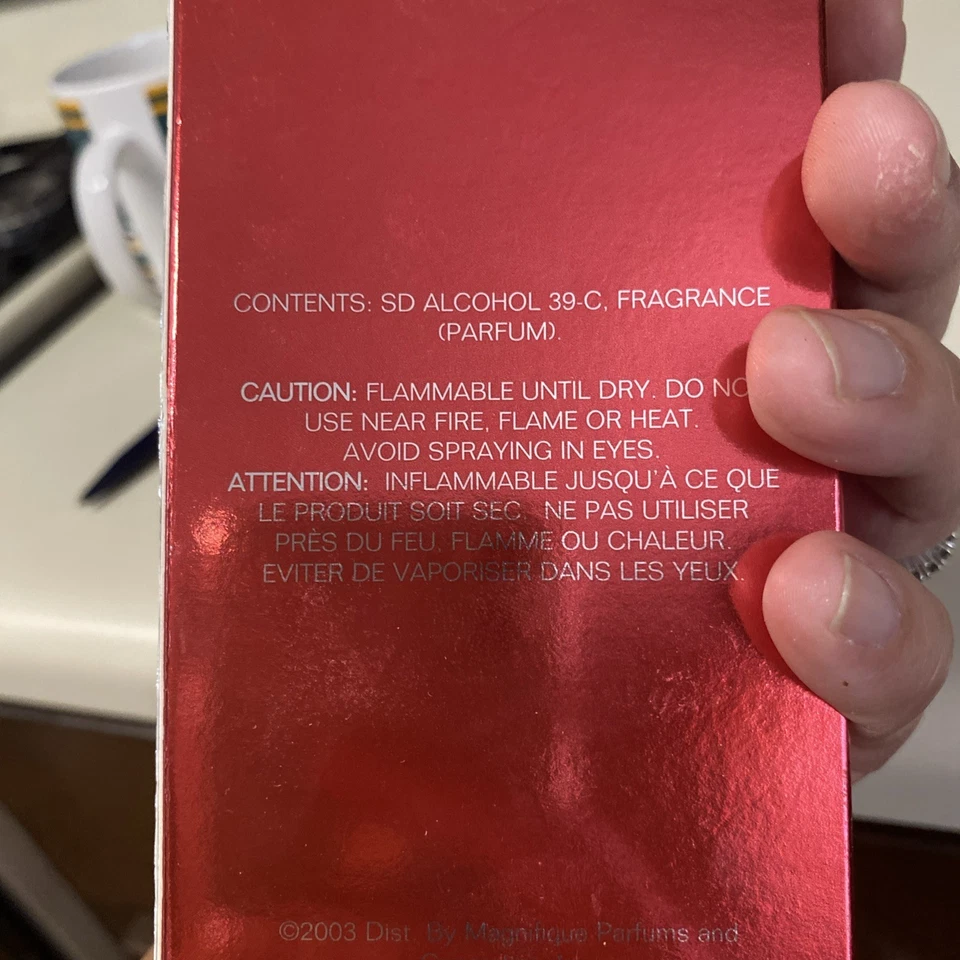 CONTENTS: SD ALCOHOL 39-C, FRAGRANCE
(PARFUM).
CAUTION: FLAMMABLE UNTIL DRY. DO NO
USE NEAR FIRE, FLAME OR HEAT.
AVOID SPRAYING IN EYES.
ATTENTION: INFLAMMABLE JUSQU'À CE QUE
LE PRODUIT SOIT SEC. NE PAS UTILISER
PRÈS DU FEU, FLAMME OU CHALEUR.
EVITER DE VAPORISER DANS LES YEUX.
©2003 Dist. By Magnifique Parfums and